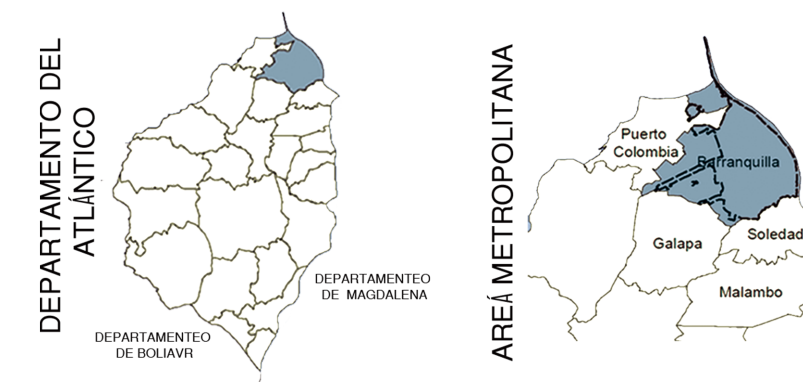 DEPARTAMENTO DEL
ATLÁNTICO
DEPARTAMENTEO
DE MAGDALENA
DEPARTAMENTEO
DE BOLIAVR
AREÁ METROPOLITANA
Puerto
Colombia
Barranquilla
Galapa
Soledad
Malambo